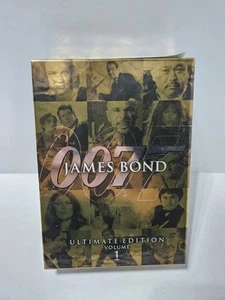 007
JAMES BOND
ULTIMATE EDITION
VOLUME
1